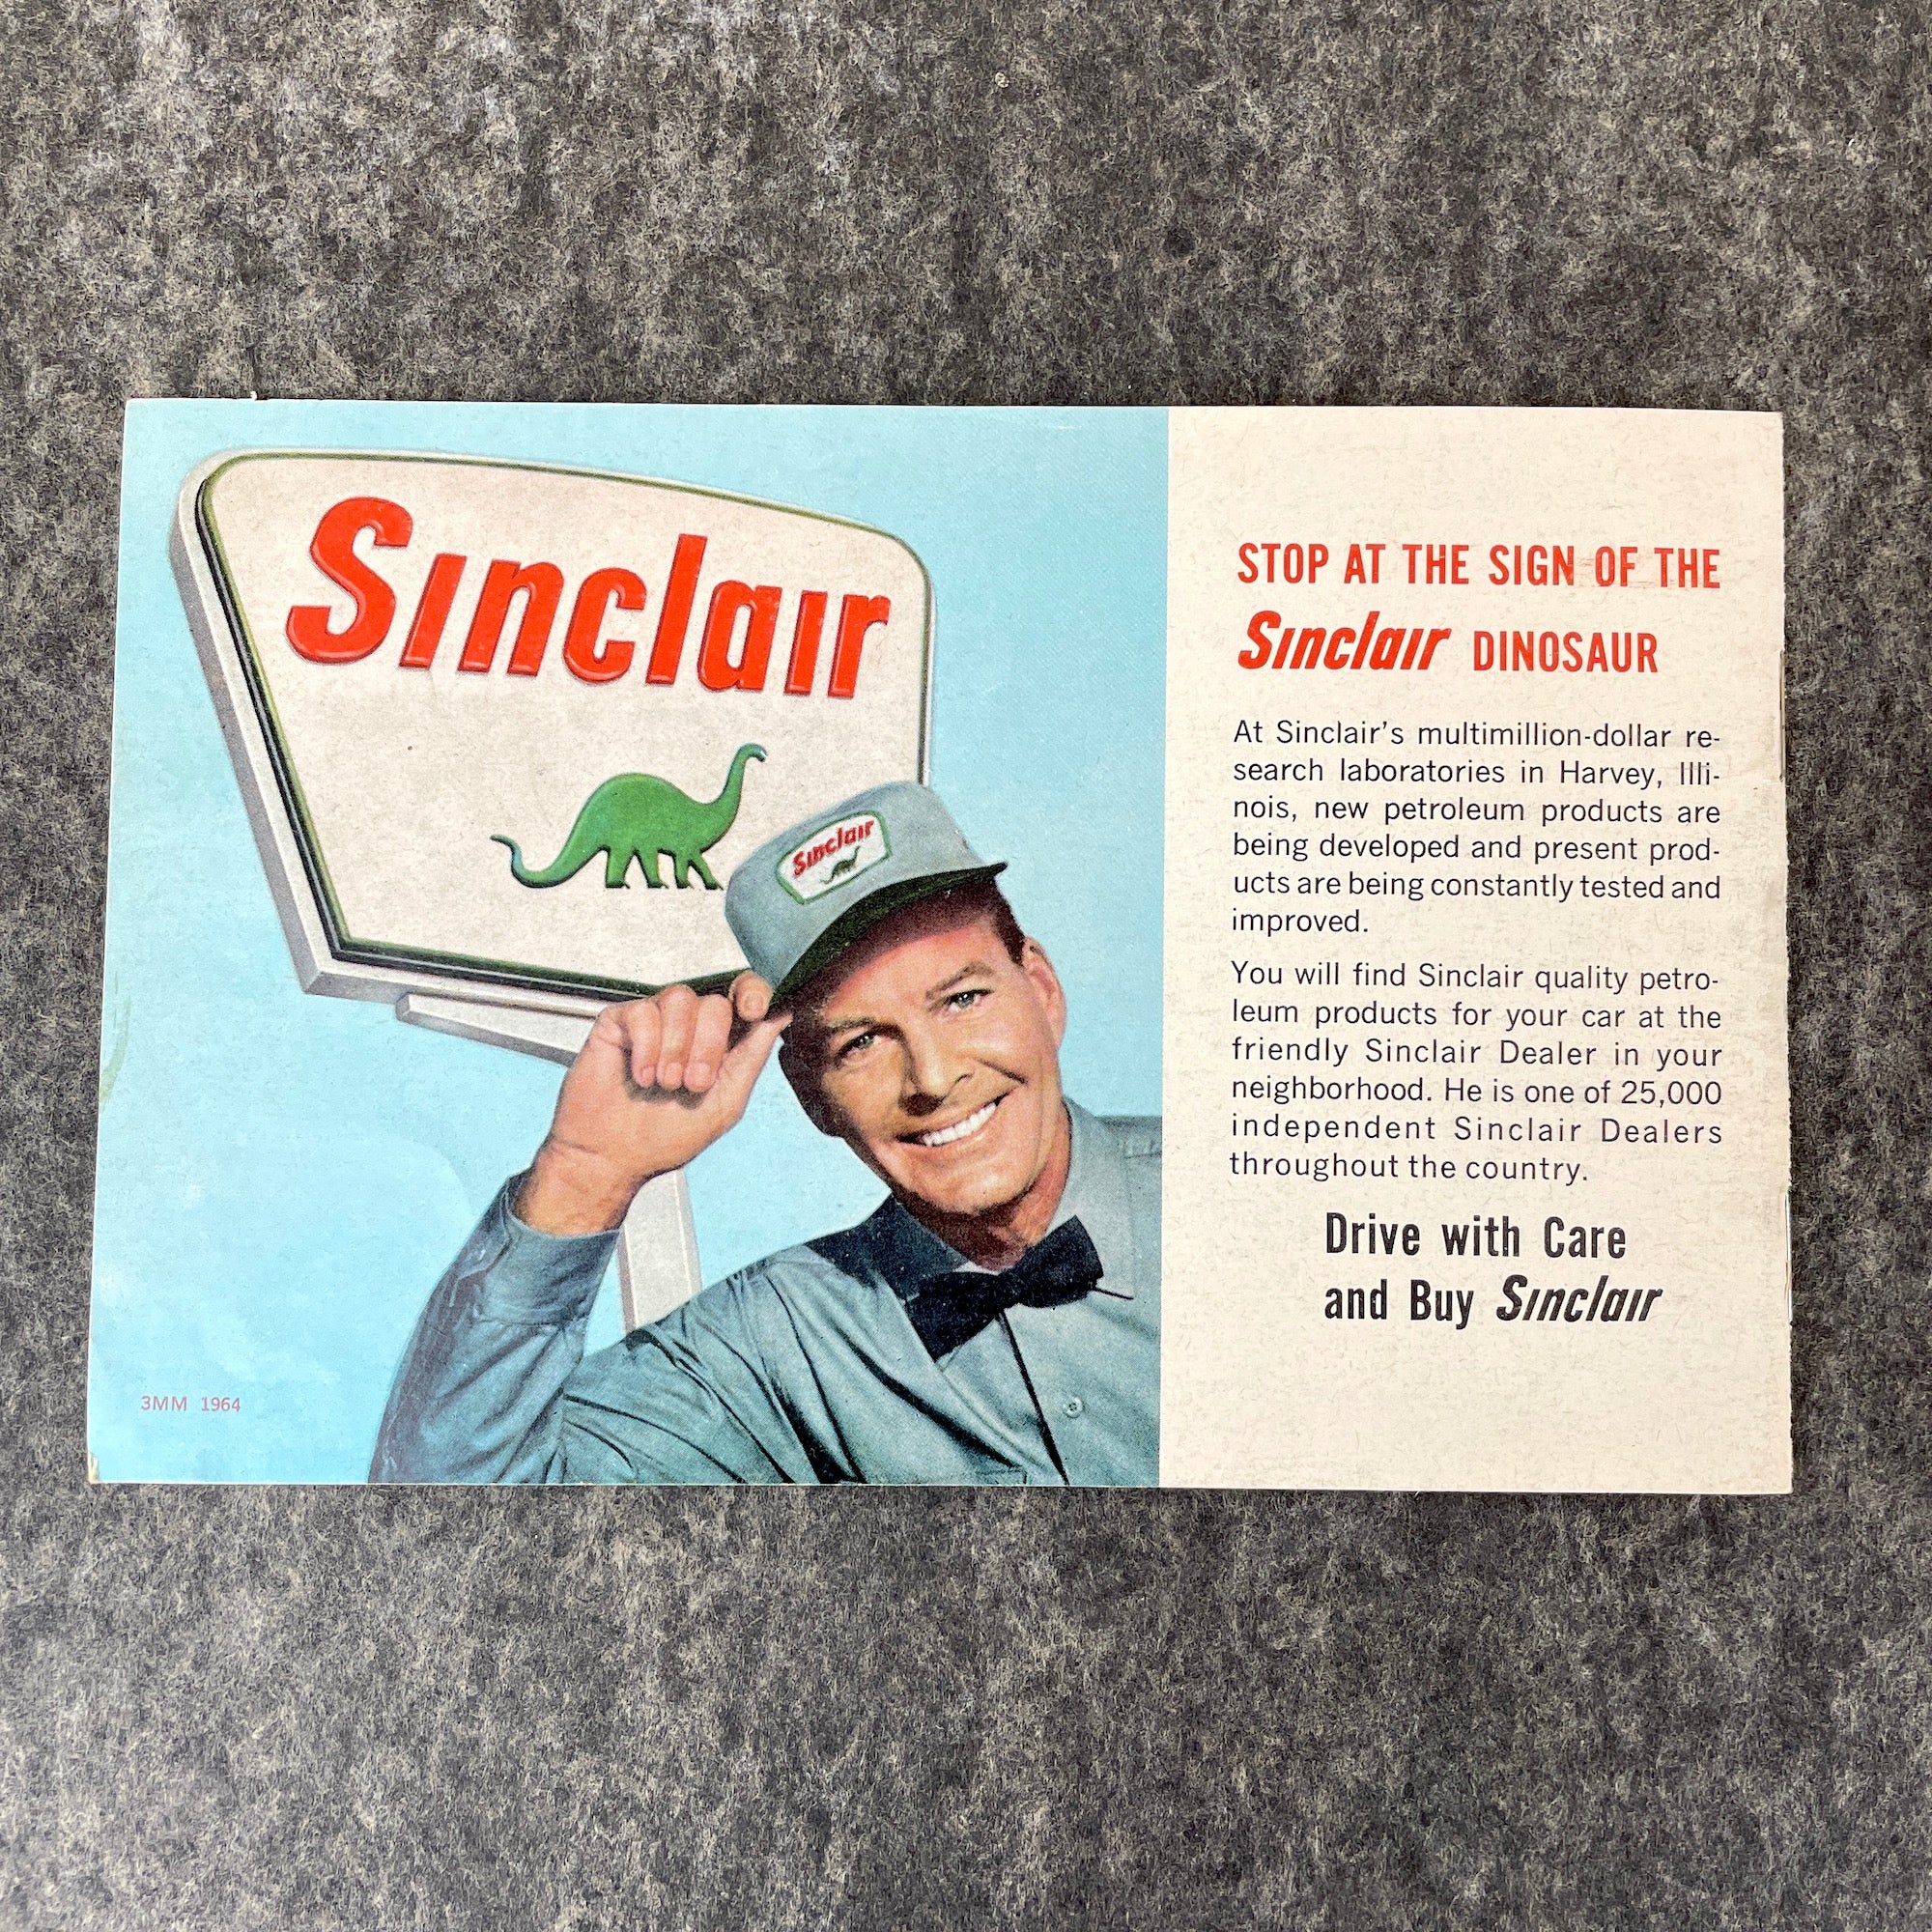 Sinclair
Sinclair
3MM 1964
STOP AT THE SIGN OF THE
Sinclair DINOSAUR
At Sinclair's multimillion-dollar re-
search laboratories in Harvey, Illi-
nois, new petroleum products are
being developed and present prod-
ucts are being constantly tested and
improved.
You will find Sinclair quality petro-
leum products for your car at the
friendly Sinclair Dealer in your
neighborhood. He is one of 25,000
independent Sinclair Dealers
throughout the country.
Drive with Care
and Buy Sinclair